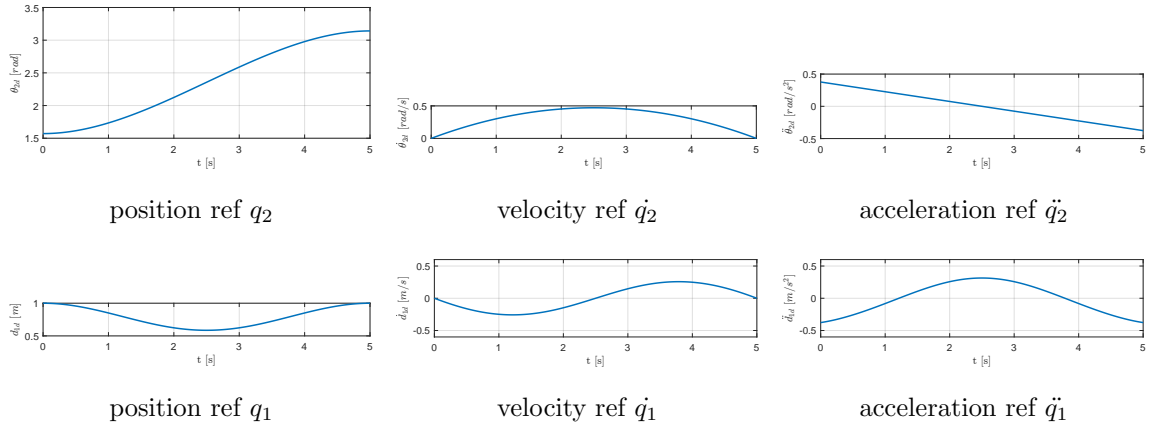 3.5
3
2.5
2
1.5
θ2d [rad]
0 1 2 3 4 5
t [s]
position ref q₂
0.5
0
θ̇2d [rad/s]
0 1 2 3 4 5
t [s]
velocity ref q̇₂
0.5
0
-0.5
θ̈2d [rad/s²]
0 1 2 3 4 5
t [s]
acceleration ref q̈₂
1
0.5
d1d [m]
0 1 2 3 4 5
t [s]
position ref q₁
0.5
0
-0.5
ḋ1d [m/s]
0 1 2 3 4 5
t [s]
velocity ref q̇₁
0.5
0
-0.5
d̈1d [m/s²]
0 1 2 3 4 5
t [s]
acceleration ref q̈₁